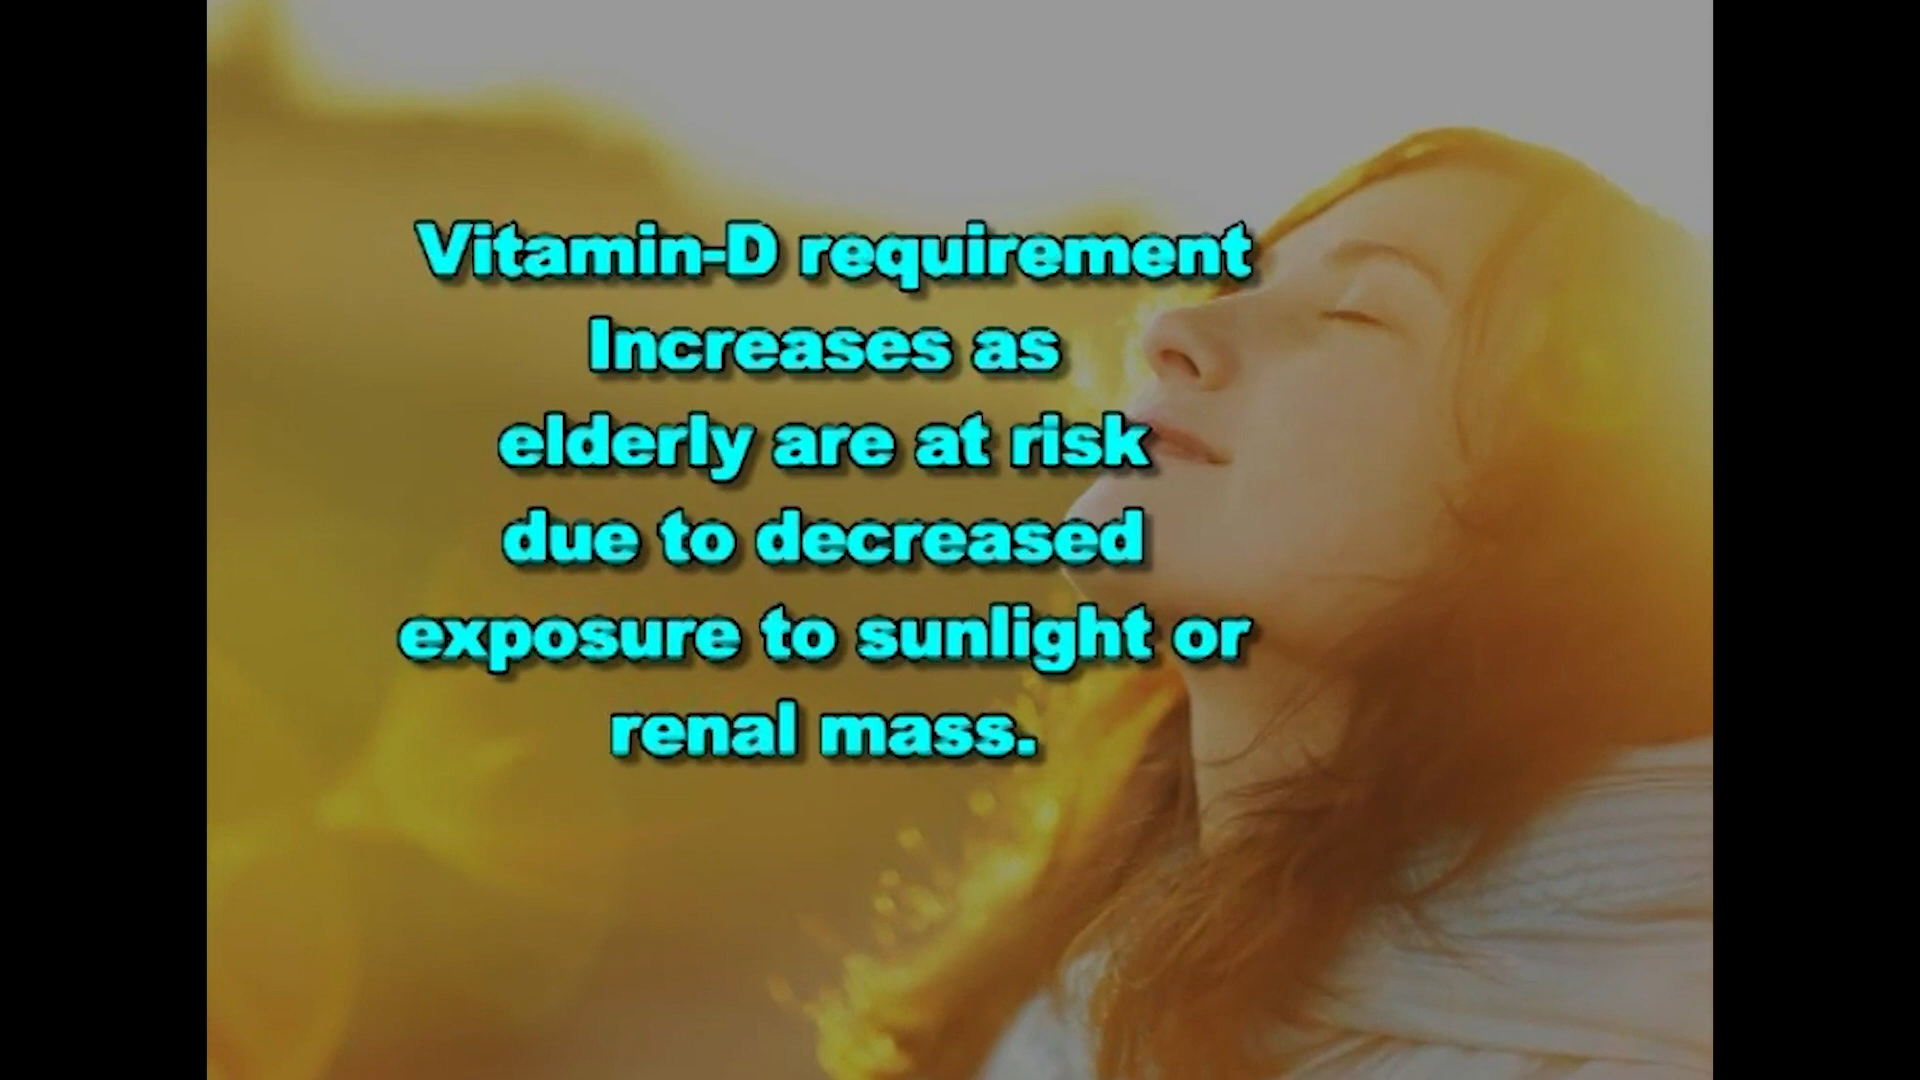 Vitamin-D requirement
Increases as
elderly are at risk
due to decreased
exposure to sunlight or
renal mass.